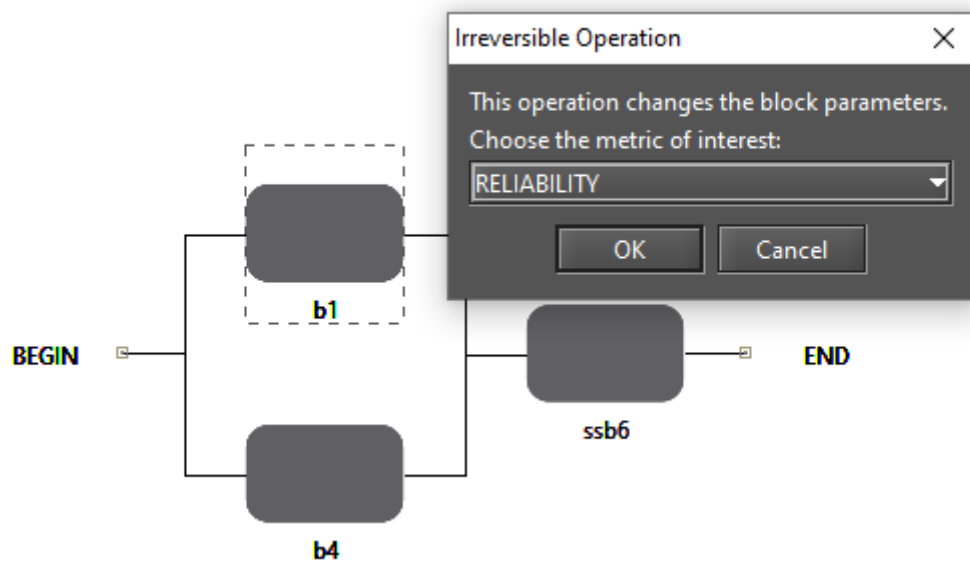 Irreversible Operation
This operation changes the block parameters.
Choose the metric of interest:
RELIABILITY
OK Cancel
b1
BEGIN
END
ssb6
b4